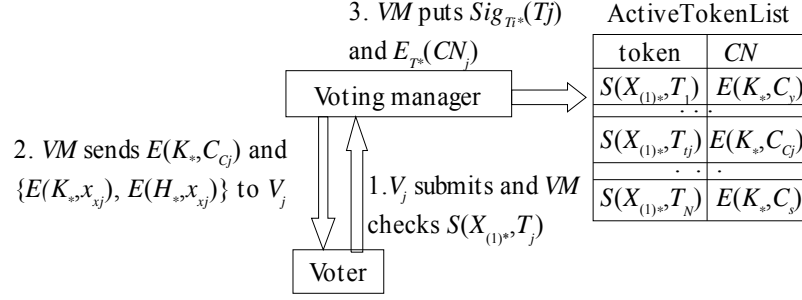 3. VM puts Sig_{Ti*}(Tj)
and E_{T*}(CN_j)
ActiveTokenList
token CN
S(X_{(1)*},T_1) E(K_*,C_y)
. . .
S(X_{(1)*},T_{tj}) E(K_*,C_{Cj})
. . .
S(X_{(1)*},T_N) E(K_*,C_s)
Voting manager
2. VM sends E(K_*,C_{Cj}) and
{E(K_*,x_{xj}), E(H_*,x_{xj})} to V_j
1.V_j submits and VM
checks S(X_{(1)*},T_j)
Voter